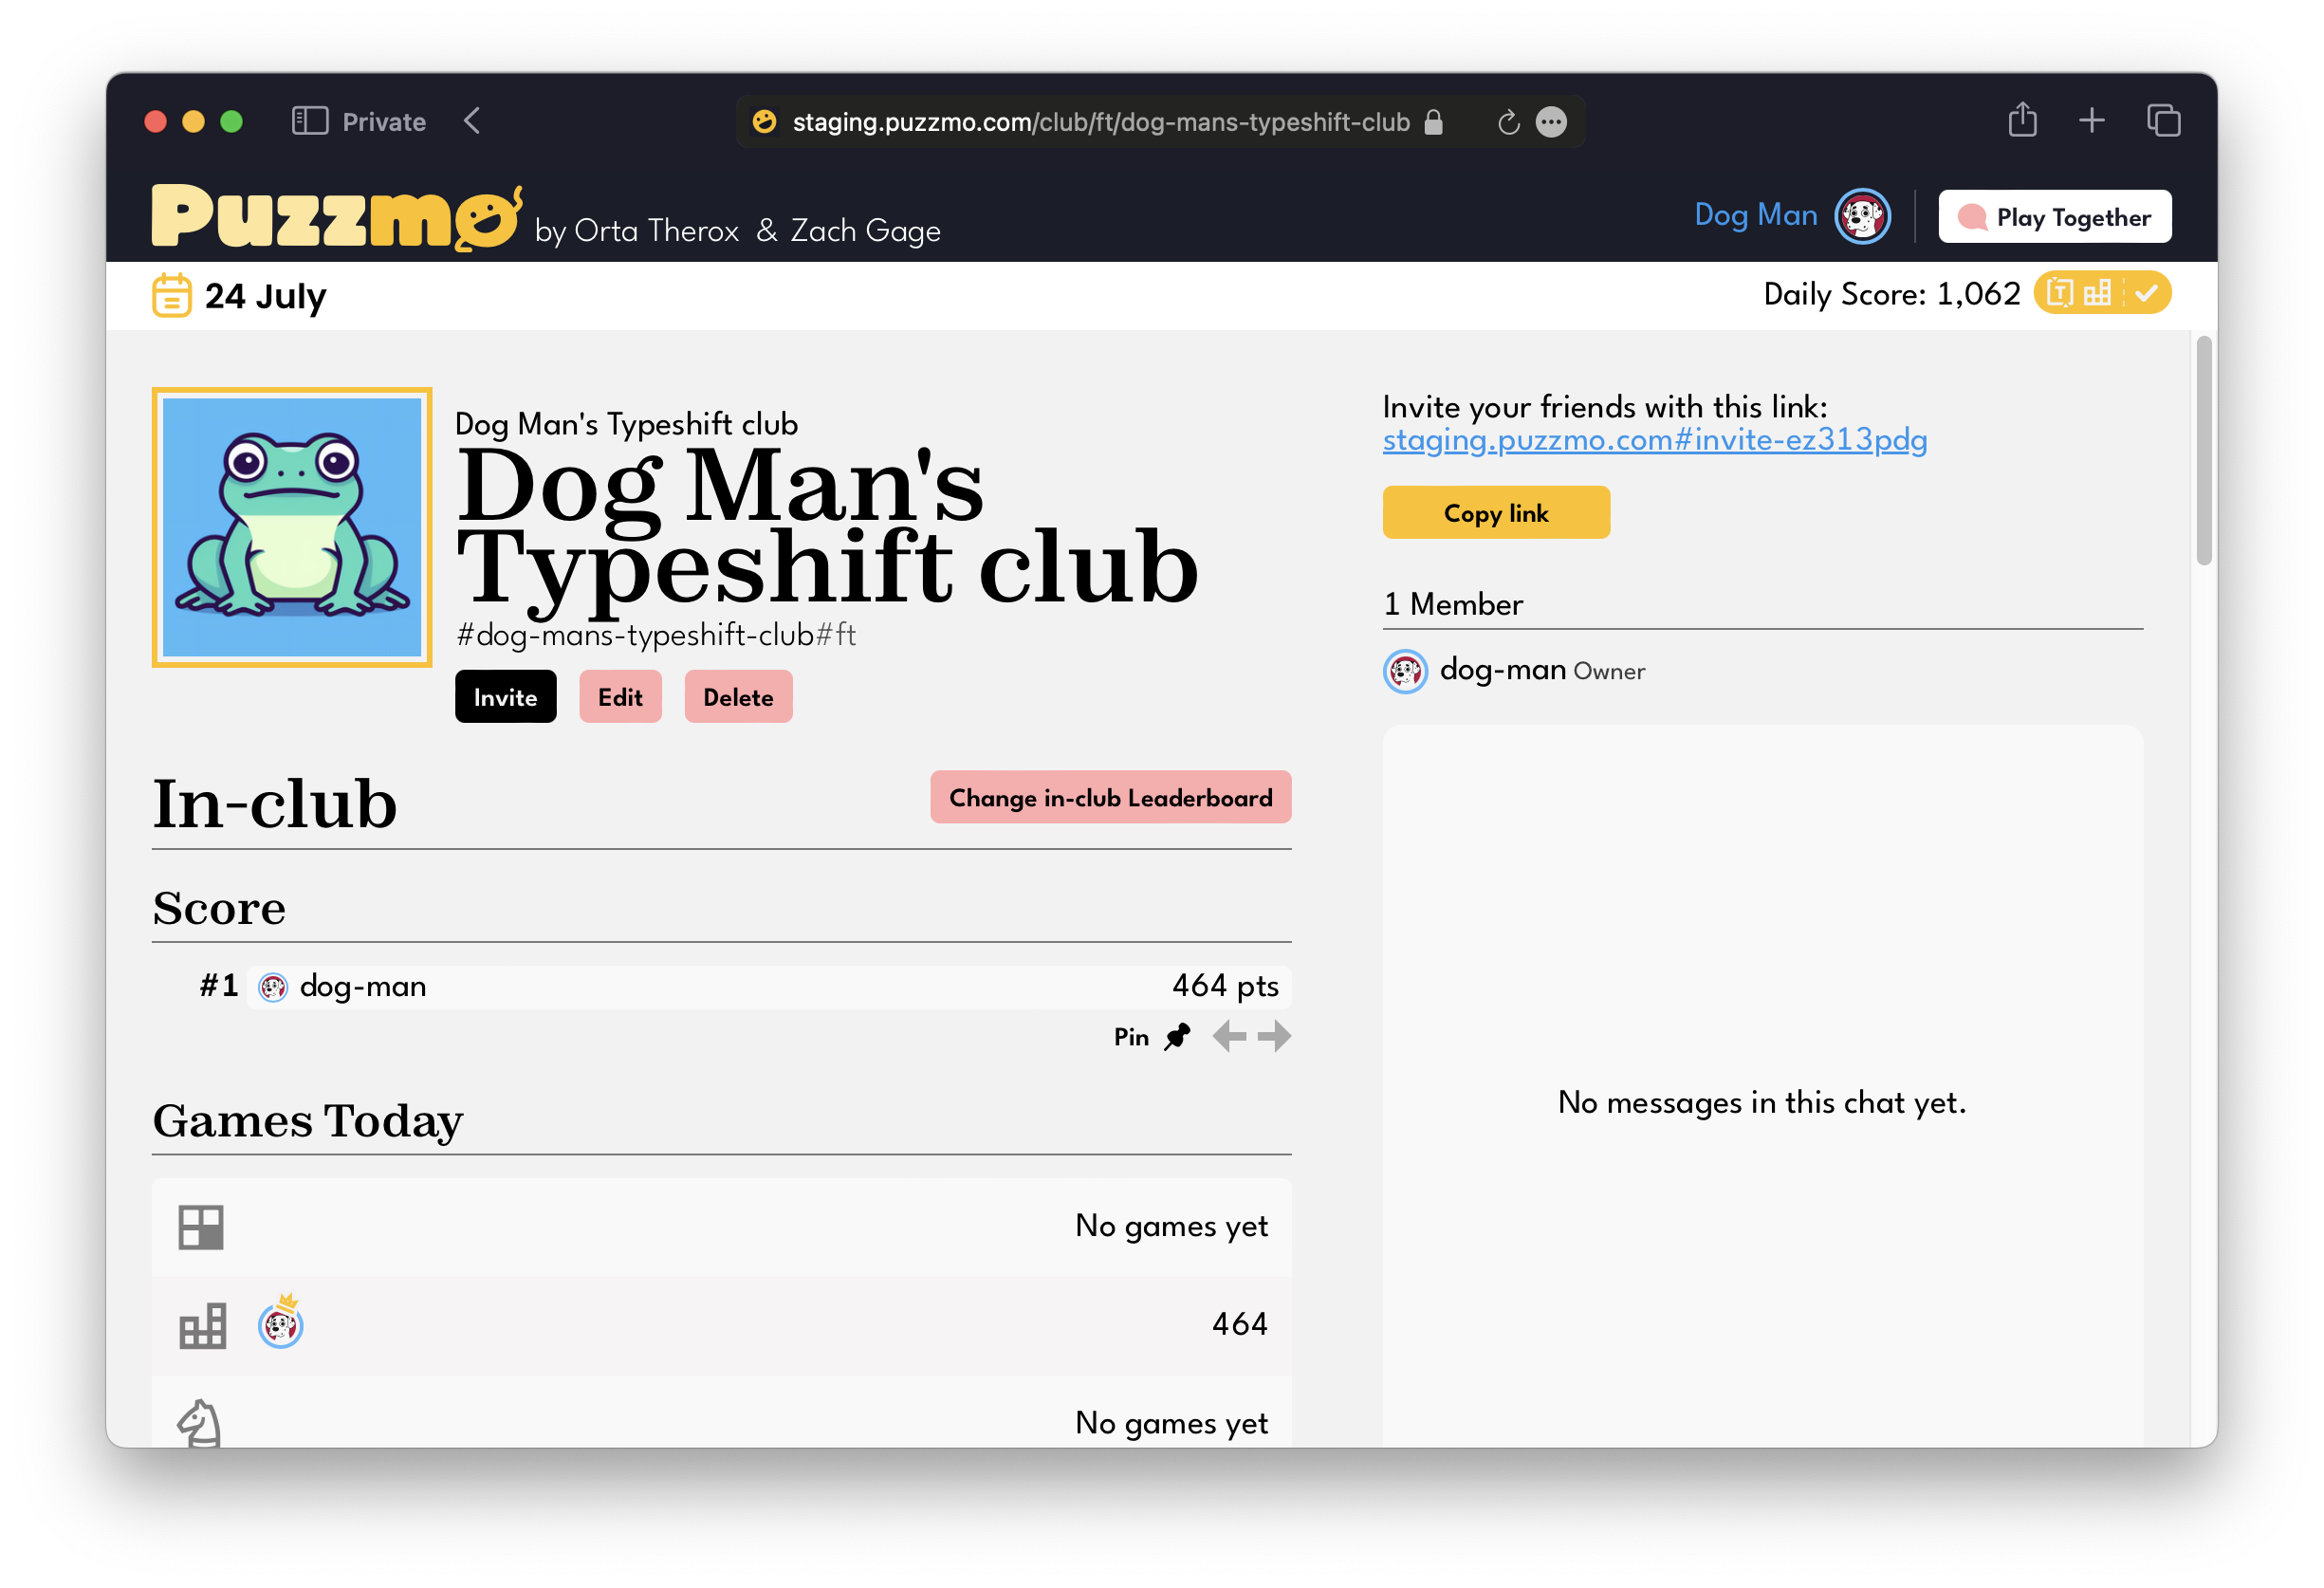 Private
staging.puzzmo.com/club/ft/dog-mans-typeshift-club
Puzzmo by Orta Therox & Zach Gage
Dog Man
Play Together
24 July
Daily Score: 1,062
Dog Man's Typeshift club
Dog Man's
Typeshift club
#dog-mans-typeshift-club#ft
Invite
Edit
Delete
In-club
Change in-club Leaderboard
Score
#1 dog-man 464 pts
Pin
Games Today
No games yet
464
No games yet
Invite your friends with this link:
staging.puzzmo.com#invite-ez313pdg
Copy link
1 Member
dog-man Owner
No messages in this chat yet.